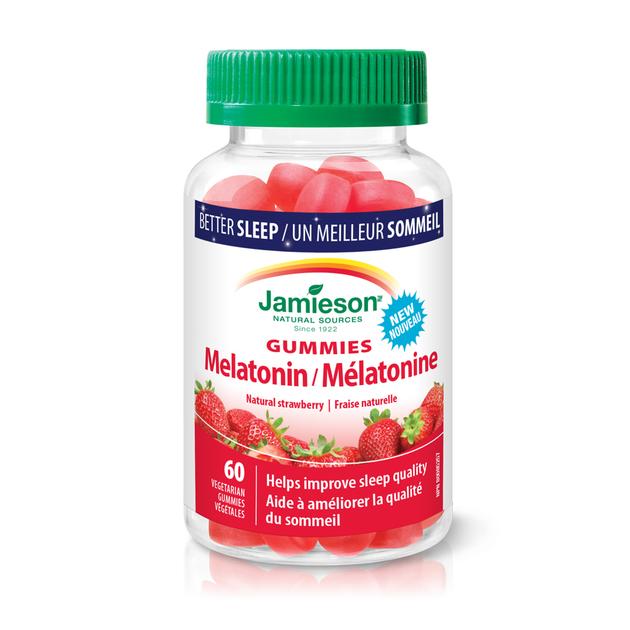 BETTER SLEEP / UN MEILLEUR SOMMEIL
Jamieson
NATURAL SOURCES
Since 1922
NEW
NOUVEAU
GUMMIES
Melatonin / Mélatonine
Natural strawberry | Fraise naturelle
60
VEGETARIAN
GUMMIES
VÉGÉTALES
Helps improve sleep quality
Aide à améliorer la qualité
du sommeil